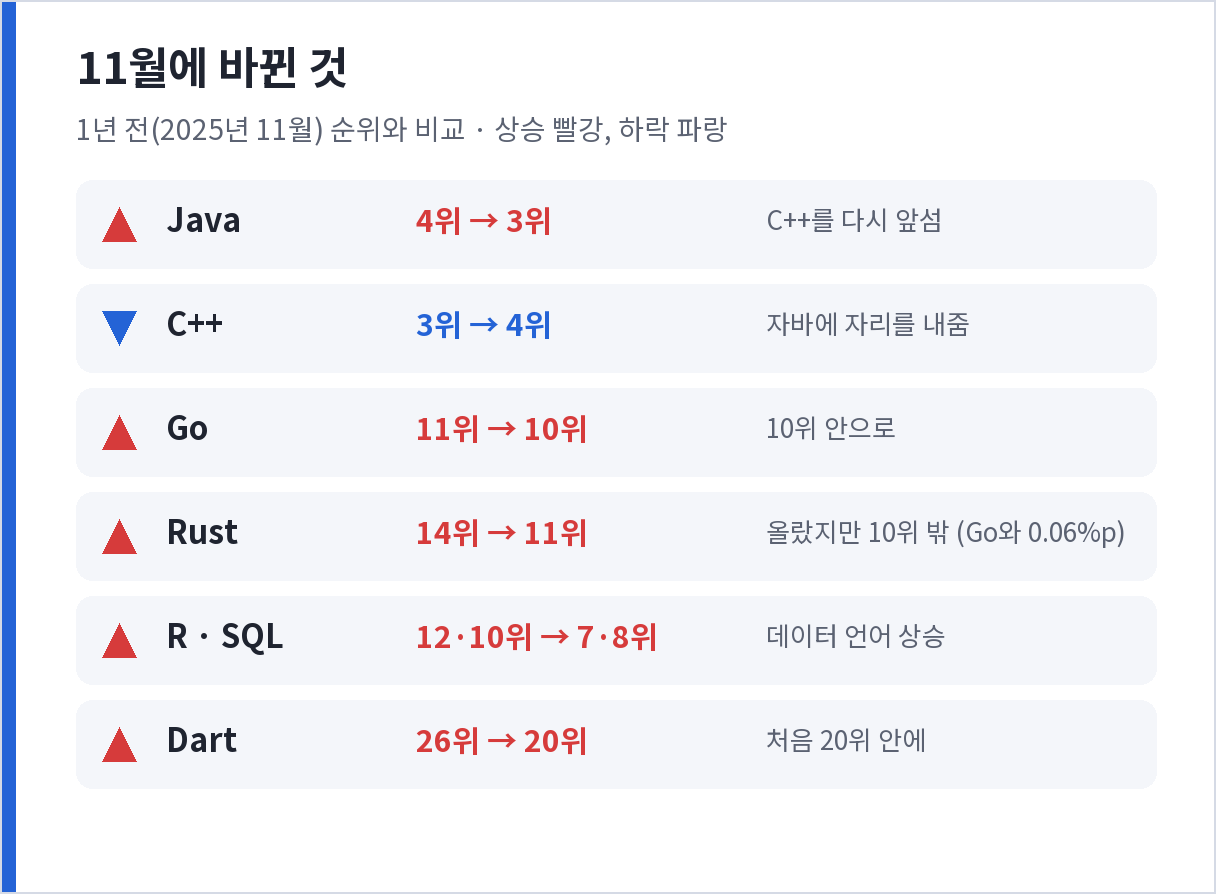 11월에 바뀐 것
1년 전(2025년 11월) 순위와 비교 · 상승 빨강, 하락 파랑
▲ Java 4위 → 3위 C++를 다시 앞섬
▼ C++ 3위 → 4위 자바에 자리를 내줌
▲ Go 11위 → 10위 10위 안으로
▲ Rust 14위 → 11위 올랐지만 10위 밖 (Go와 0.06%p)
▲ R · SQL 12·10위 → 7·8위 데이터 언어 상승
▲ Dart 26위 → 20위 처음 20위 안에